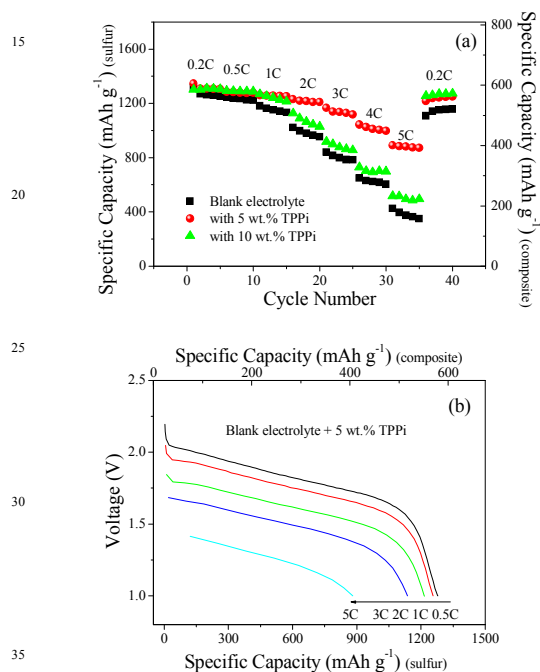 15
20
25
30
35
(a)
Specific Capacity (mAh g⁻¹) (sulfur)
1600
1200
800
400
0
0.2C
0.5C
1C
2C
3C
4C
5C
0.2C
Blank electrolyte
with 5 wt.% TPPi
with 10 wt.% TPPi
800
600
400
200
0
Specific Capacity (mAh g⁻¹) (composite)
0 10 20 30 40
Cycle Number
Specific Capacity (mAh g⁻¹) (composite)
0 200 400 600
(b)
Blank electrolyte + 5 wt.% TPPi
Voltage (V)
2.5
2.0
1.5
1.0
5C 3C 2C 1C 0.5C
0 300 600 900 1200 1500
Specific Capacity (mAh g⁻¹) (sulfur)